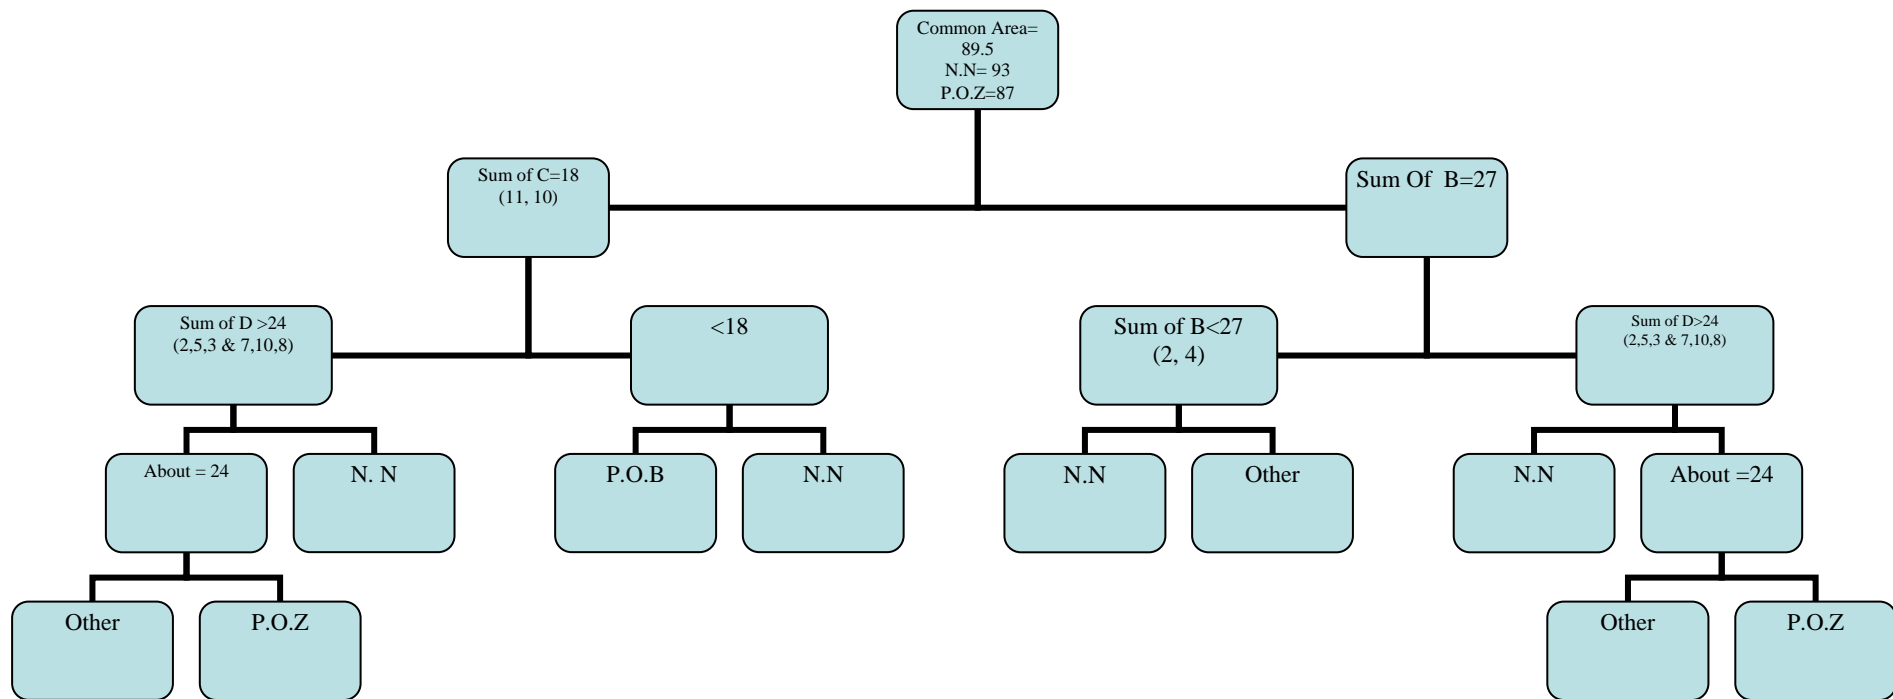 Common Area=
89.5
N.N= 93
P.O.Z=87
Sum of C=18
(11, 10)
Sum Of  B=27
Sum of D >24
(2,5,3 & 7,10,8)
<18
Sum of B<27
(2, 4)
Sum of D>24
(2,5,3 & 7,10,8)
About = 24
N. N
P.O.B
N.N
N.N
Other
N.N
About =24
Other
P.O.Z
Other
P.O.Z